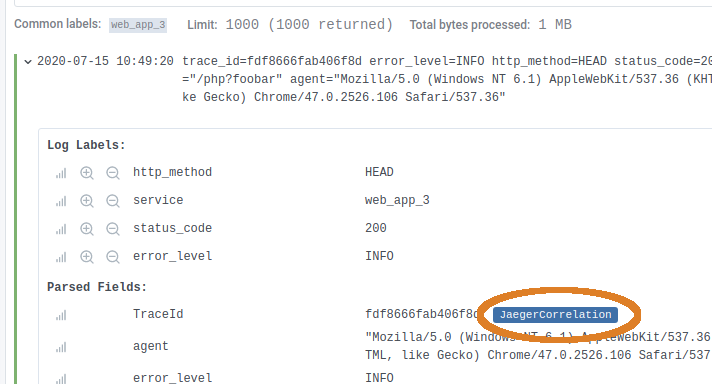 Common labels: web_app_3 Limit: 1000 (1000 returned) Total bytes processed: 1 MB
2020-07-15 10:49:20 trace_id=fdf8666fab406f8d error_level=INFO http_method=HEAD status_code=20
="/php?foobar" agent="Mozilla/5.0 (Windows NT 6.1) AppleWebKit/537.36 (KHT
ke Gecko) Chrome/47.0.2526.106 Safari/537.36"
Log Labels:
http_method HEAD
service web_app_3
status_code 200
error_level INFO
Parsed Fields:
TraceId fdf8666fab406f8d JaegerCorrelation
agent "Mozilla/5.0 (Windows NT 6.1) AppleWebKit/537.36
TML, like Gecko) Chrome/47.0.2526.106 Safari/537
error_level INFO